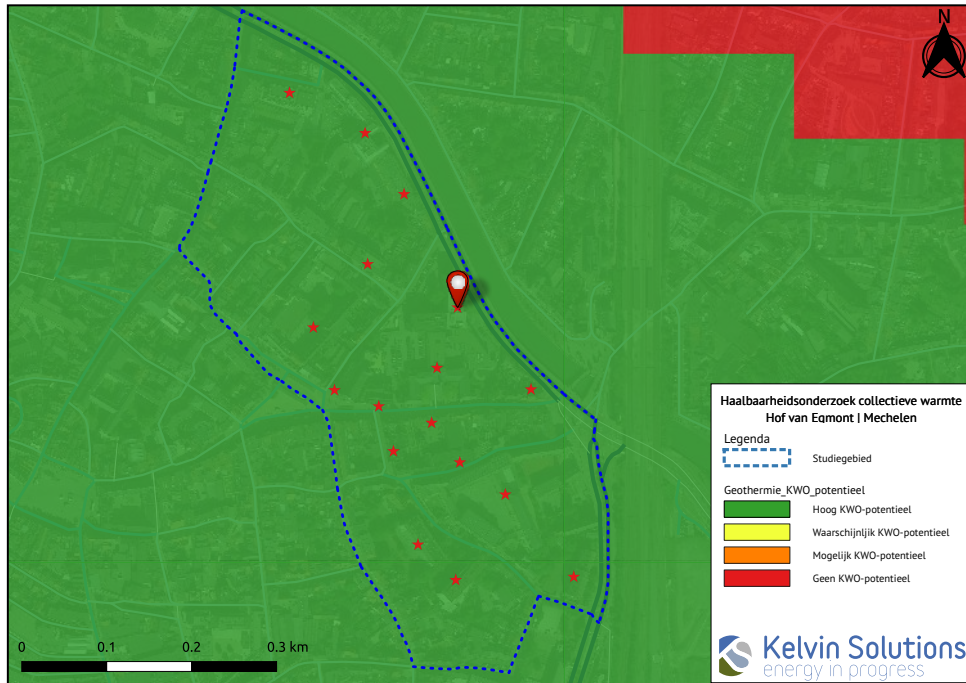 N
Haalbaarheidsonderzoek collectieve warmte
Hof van Egmont | Mechelen
Legenda
Studiegebied
Geothermie_KWO_potentieel
Hoog KWO-potentieel
Waarschijnlijk KWO-potentieel
Mogelijk KWO-potentieel
Geen KWO-potentieel
0 0.1 0.2 0.3 km
Kelvin Solutions
energy in progress